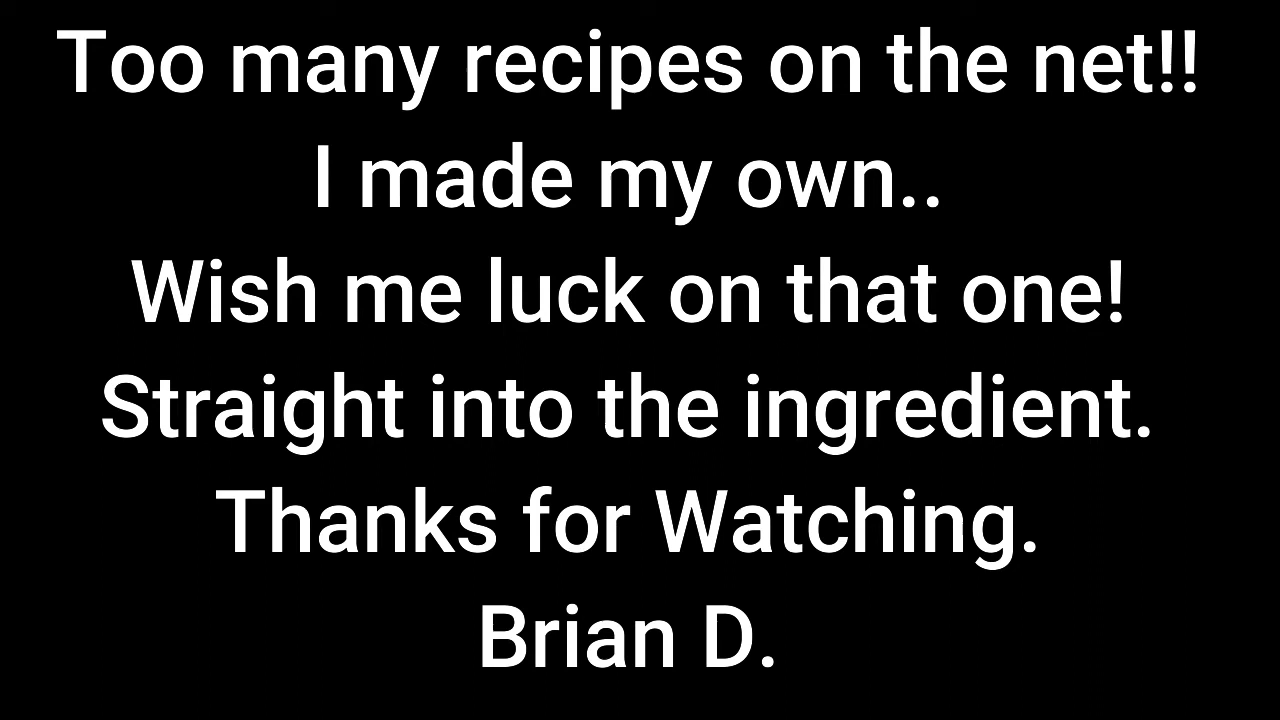 Too many recipes on the net!!
I made my own..
Wish me luck on that one!
Straight into the ingredient.
Thanks for Watching.
Brian D.